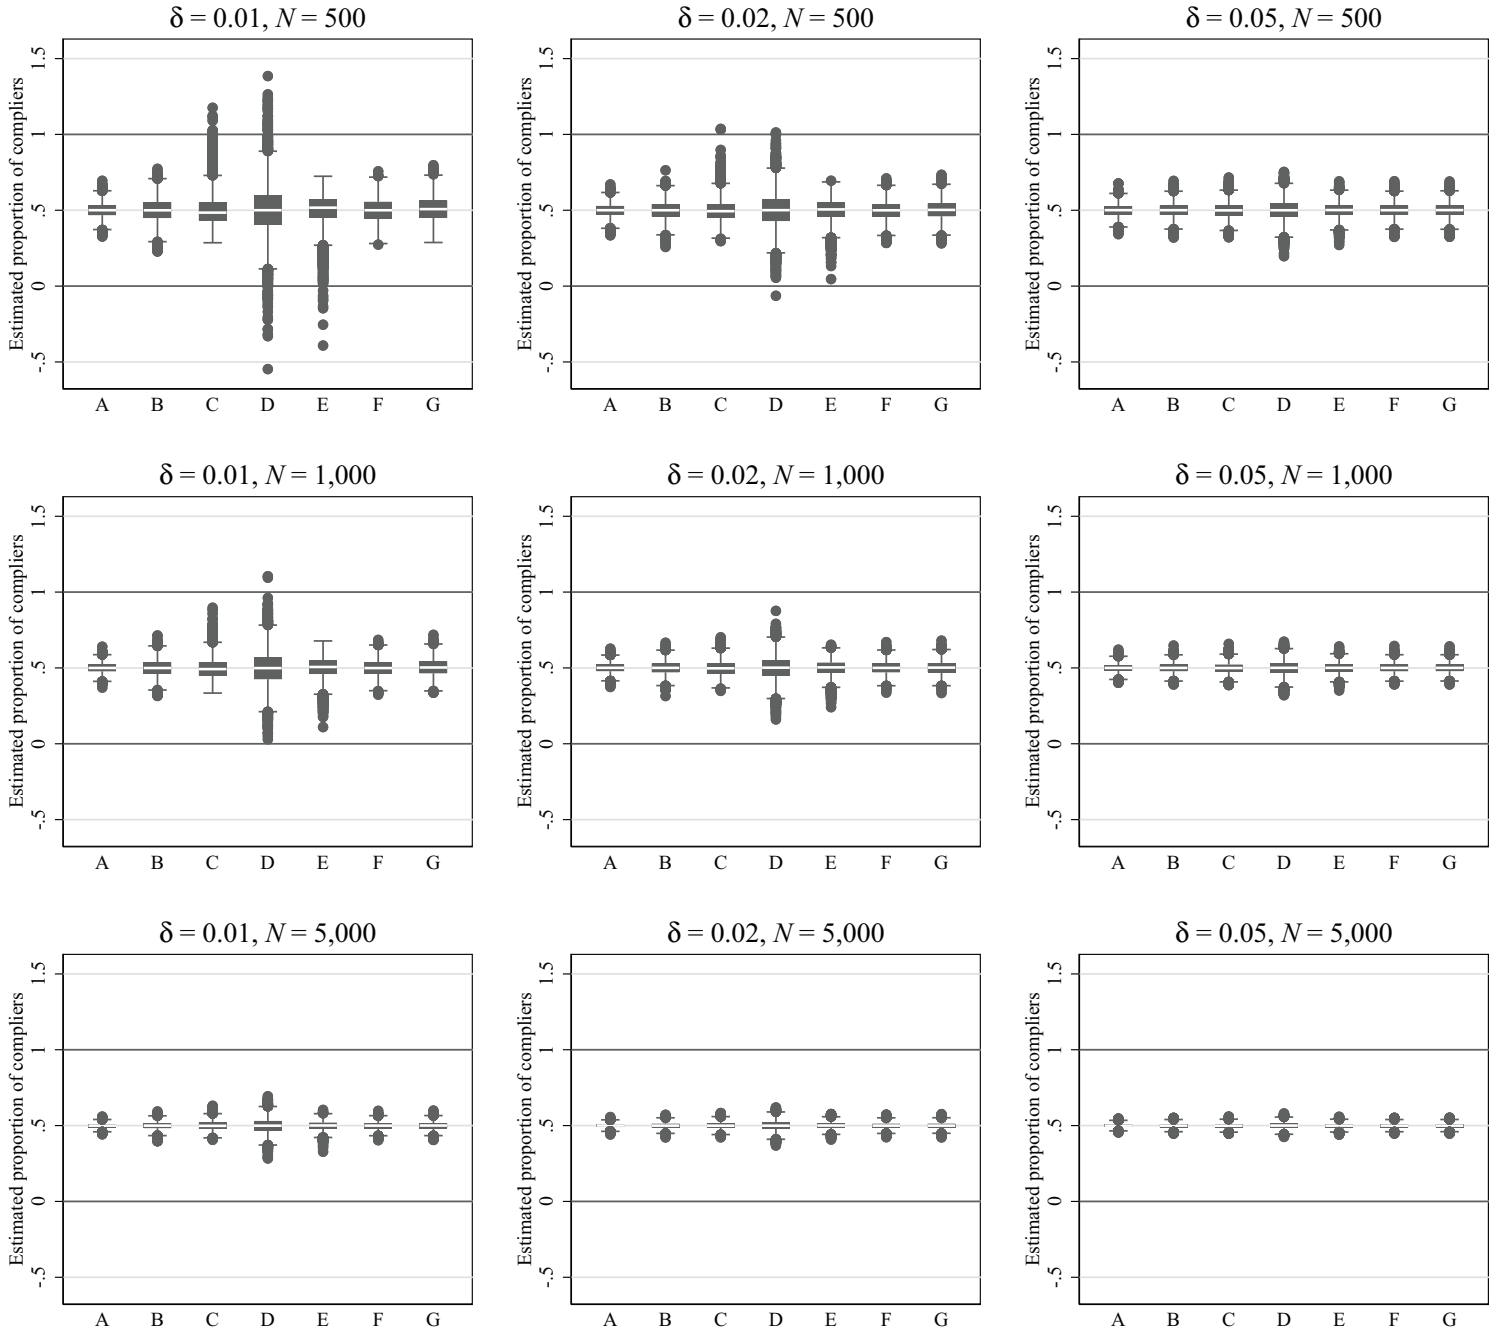 δ = 0.01, N = 500
δ = 0.02, N = 500
δ = 0.05, N = 500
Estimated proportion of compliers
1.5
1
.5
0
-.5
A B C D E F G
Estimated proportion of compliers
1.5
1
.5
0
-.5
A B C D E F G
Estimated proportion of compliers
1.5
1
.5
0
-.5
A B C D E F G
δ = 0.01, N = 1,000
δ = 0.02, N = 1,000
δ = 0.05, N = 1,000
Estimated proportion of compliers
1.5
1
.5
0
-.5
A B C D E F G
Estimated proportion of compliers
1.5
1
.5
0
-.5
A B C D E F G
Estimated proportion of compliers
1.5
1
.5
0
-.5
A B C D E F G
δ = 0.01, N = 5,000
δ = 0.02, N = 5,000
δ = 0.05, N = 5,000
Estimated proportion of compliers
1.5
1
.5
0
-.5
A B C D E F G
Estimated proportion of compliers
1.5
1
.5
0
-.5
A B C D E F G
Estimated proportion of compliers
1.5
1
.5
0
-.5
A B C D E F G